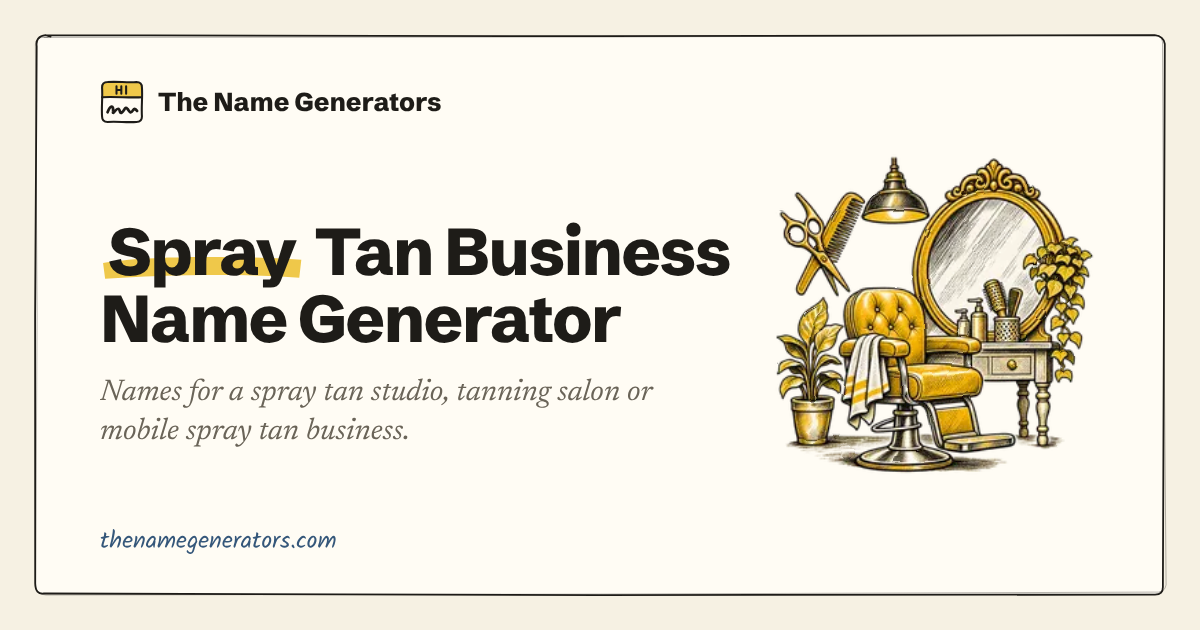 HI
The Name Generators
Spray Tan Business
Name Generator
Names for a spray tan studio, tanning salon or
mobile spray tan business.
thenamegenerators.com